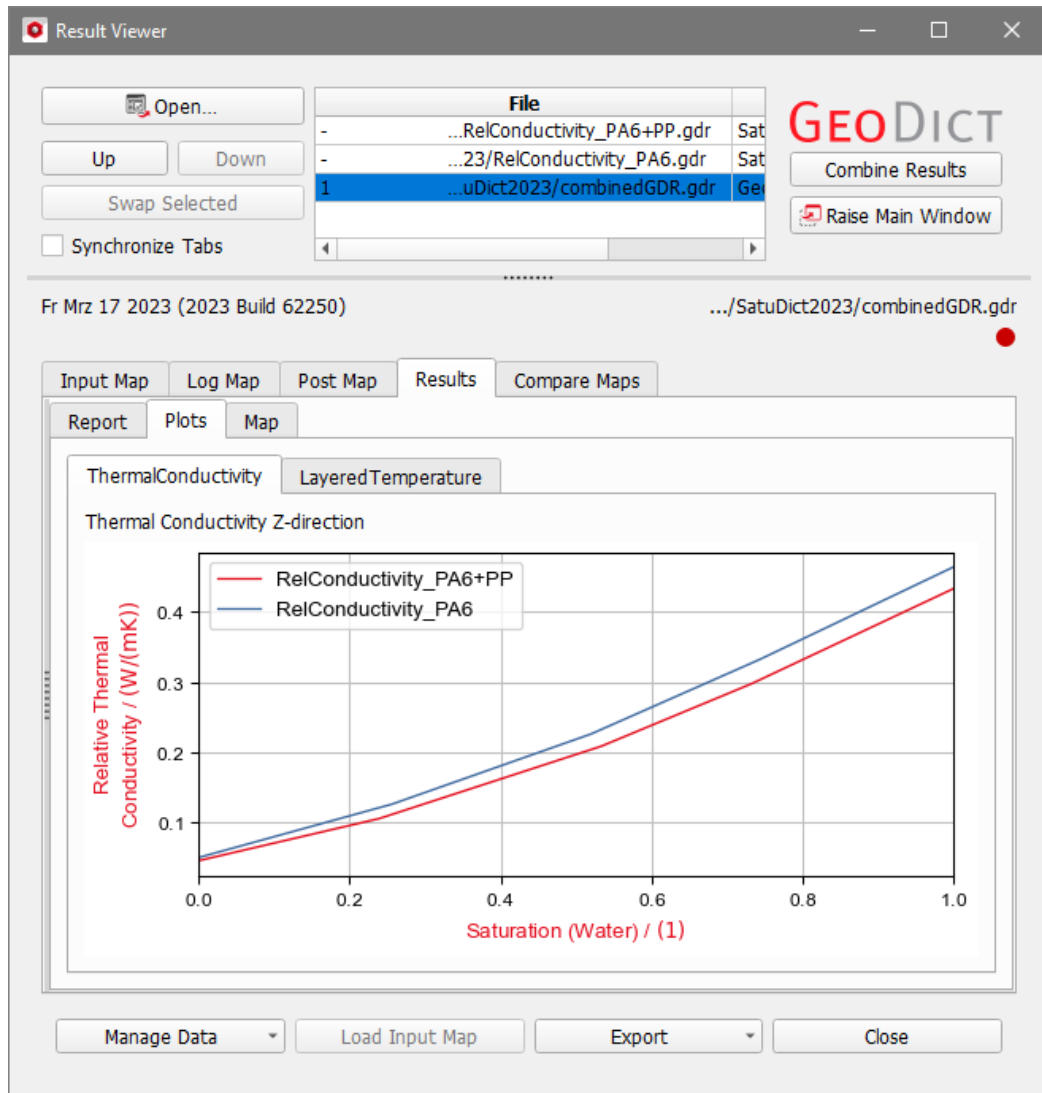 Result Viewer
Open...
Up
Down
Swap Selected
Synchronize Tabs
File
- ...RelConductivity_PA6+PP.gdr Sat
- ...23/RelConductivity_PA6.gdr Sat
1 ...uDict2023/combinedGDR.gdr Geo
GEODICT
Combine Results
Raise Main Window
Fr Mrz 17 2023 (2023 Build 62250)
.../SatuDict2023/combinedGDR.gdr
Input Map
Log Map
Post Map
Results
Compare Maps
Report
Plots
Map
ThermalConductivity
LayeredTemperature
Thermal Conductivity Z-direction
RelConductivity_PA6+PP
RelConductivity_PA6
Relative Thermal
Conductivity / (W/(mK))
0.4
0.3
0.2
0.1
0.0 0.2 0.4 0.6 0.8 1.0
Saturation (Water) / (1)
Manage Data
Load Input Map
Export
Close